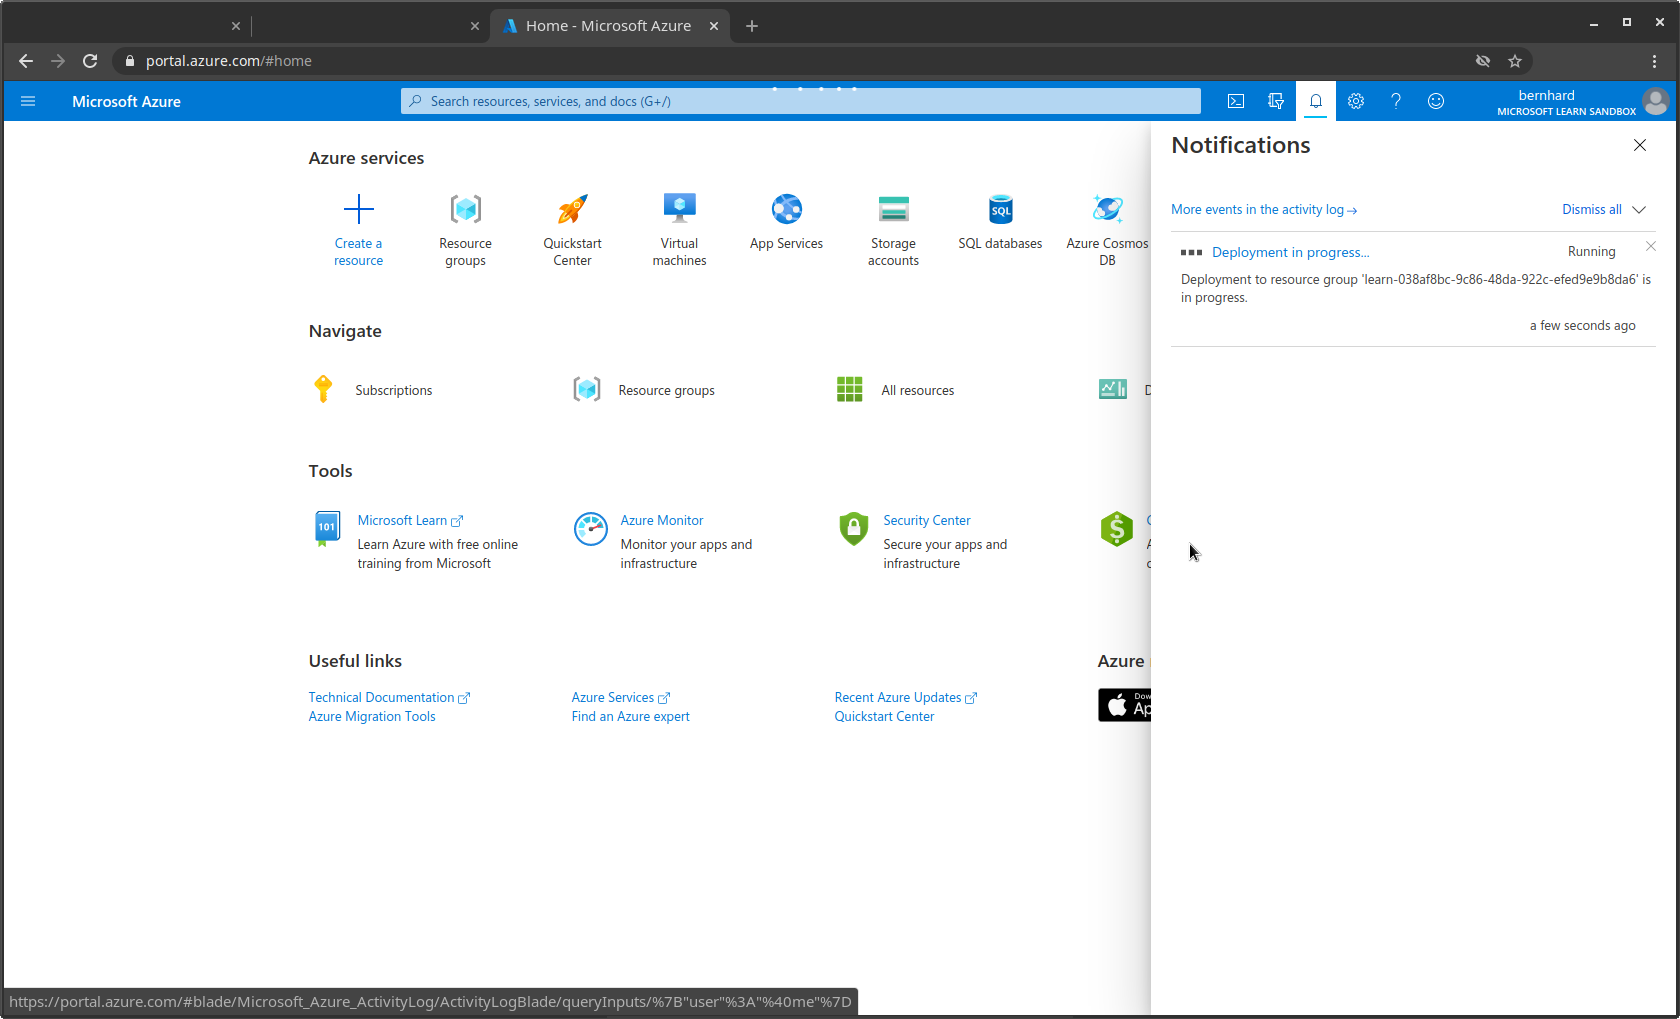 Home - Microsoft Azure
portal.azure.com/#home
Microsoft Azure
Search resources, services, and docs (G+/)
bernhard
MICROSOFT LEARN SANDBOX
Azure services
Create a
resource
Resource
groups
Quickstart
Center
Virtual
machines
App Services
Storage
accounts
SQL
SQL databases
Azure Cosmos
DB
Navigate
Subscriptions
Resource groups
All resources
D
Tools
101
Microsoft Learn
Learn Azure with free online
training from Microsoft
Azure Monitor
Monitor your apps and
infrastructure
Security Center
Secure your apps and
infrastructure
$
Useful links
Technical Documentation
Azure Migration Tools
Azure Services
Find an Azure expert
Recent Azure Updates
Quickstart Center
Azure
Dow
Ap
Notifications
More events in the activity log →
Dismiss all
Deployment in progress...
Running
Deployment to resource group 'learn-038af8bc-9c86-48da-922c-efed9e9b8da6' is
in progress.
a few seconds ago
https://portal.azure.com/#blade/Microsoft_Azure_ActivityLog/ActivityLogBlade/queryInputs/%7B"user"%3A"%40me"%7D